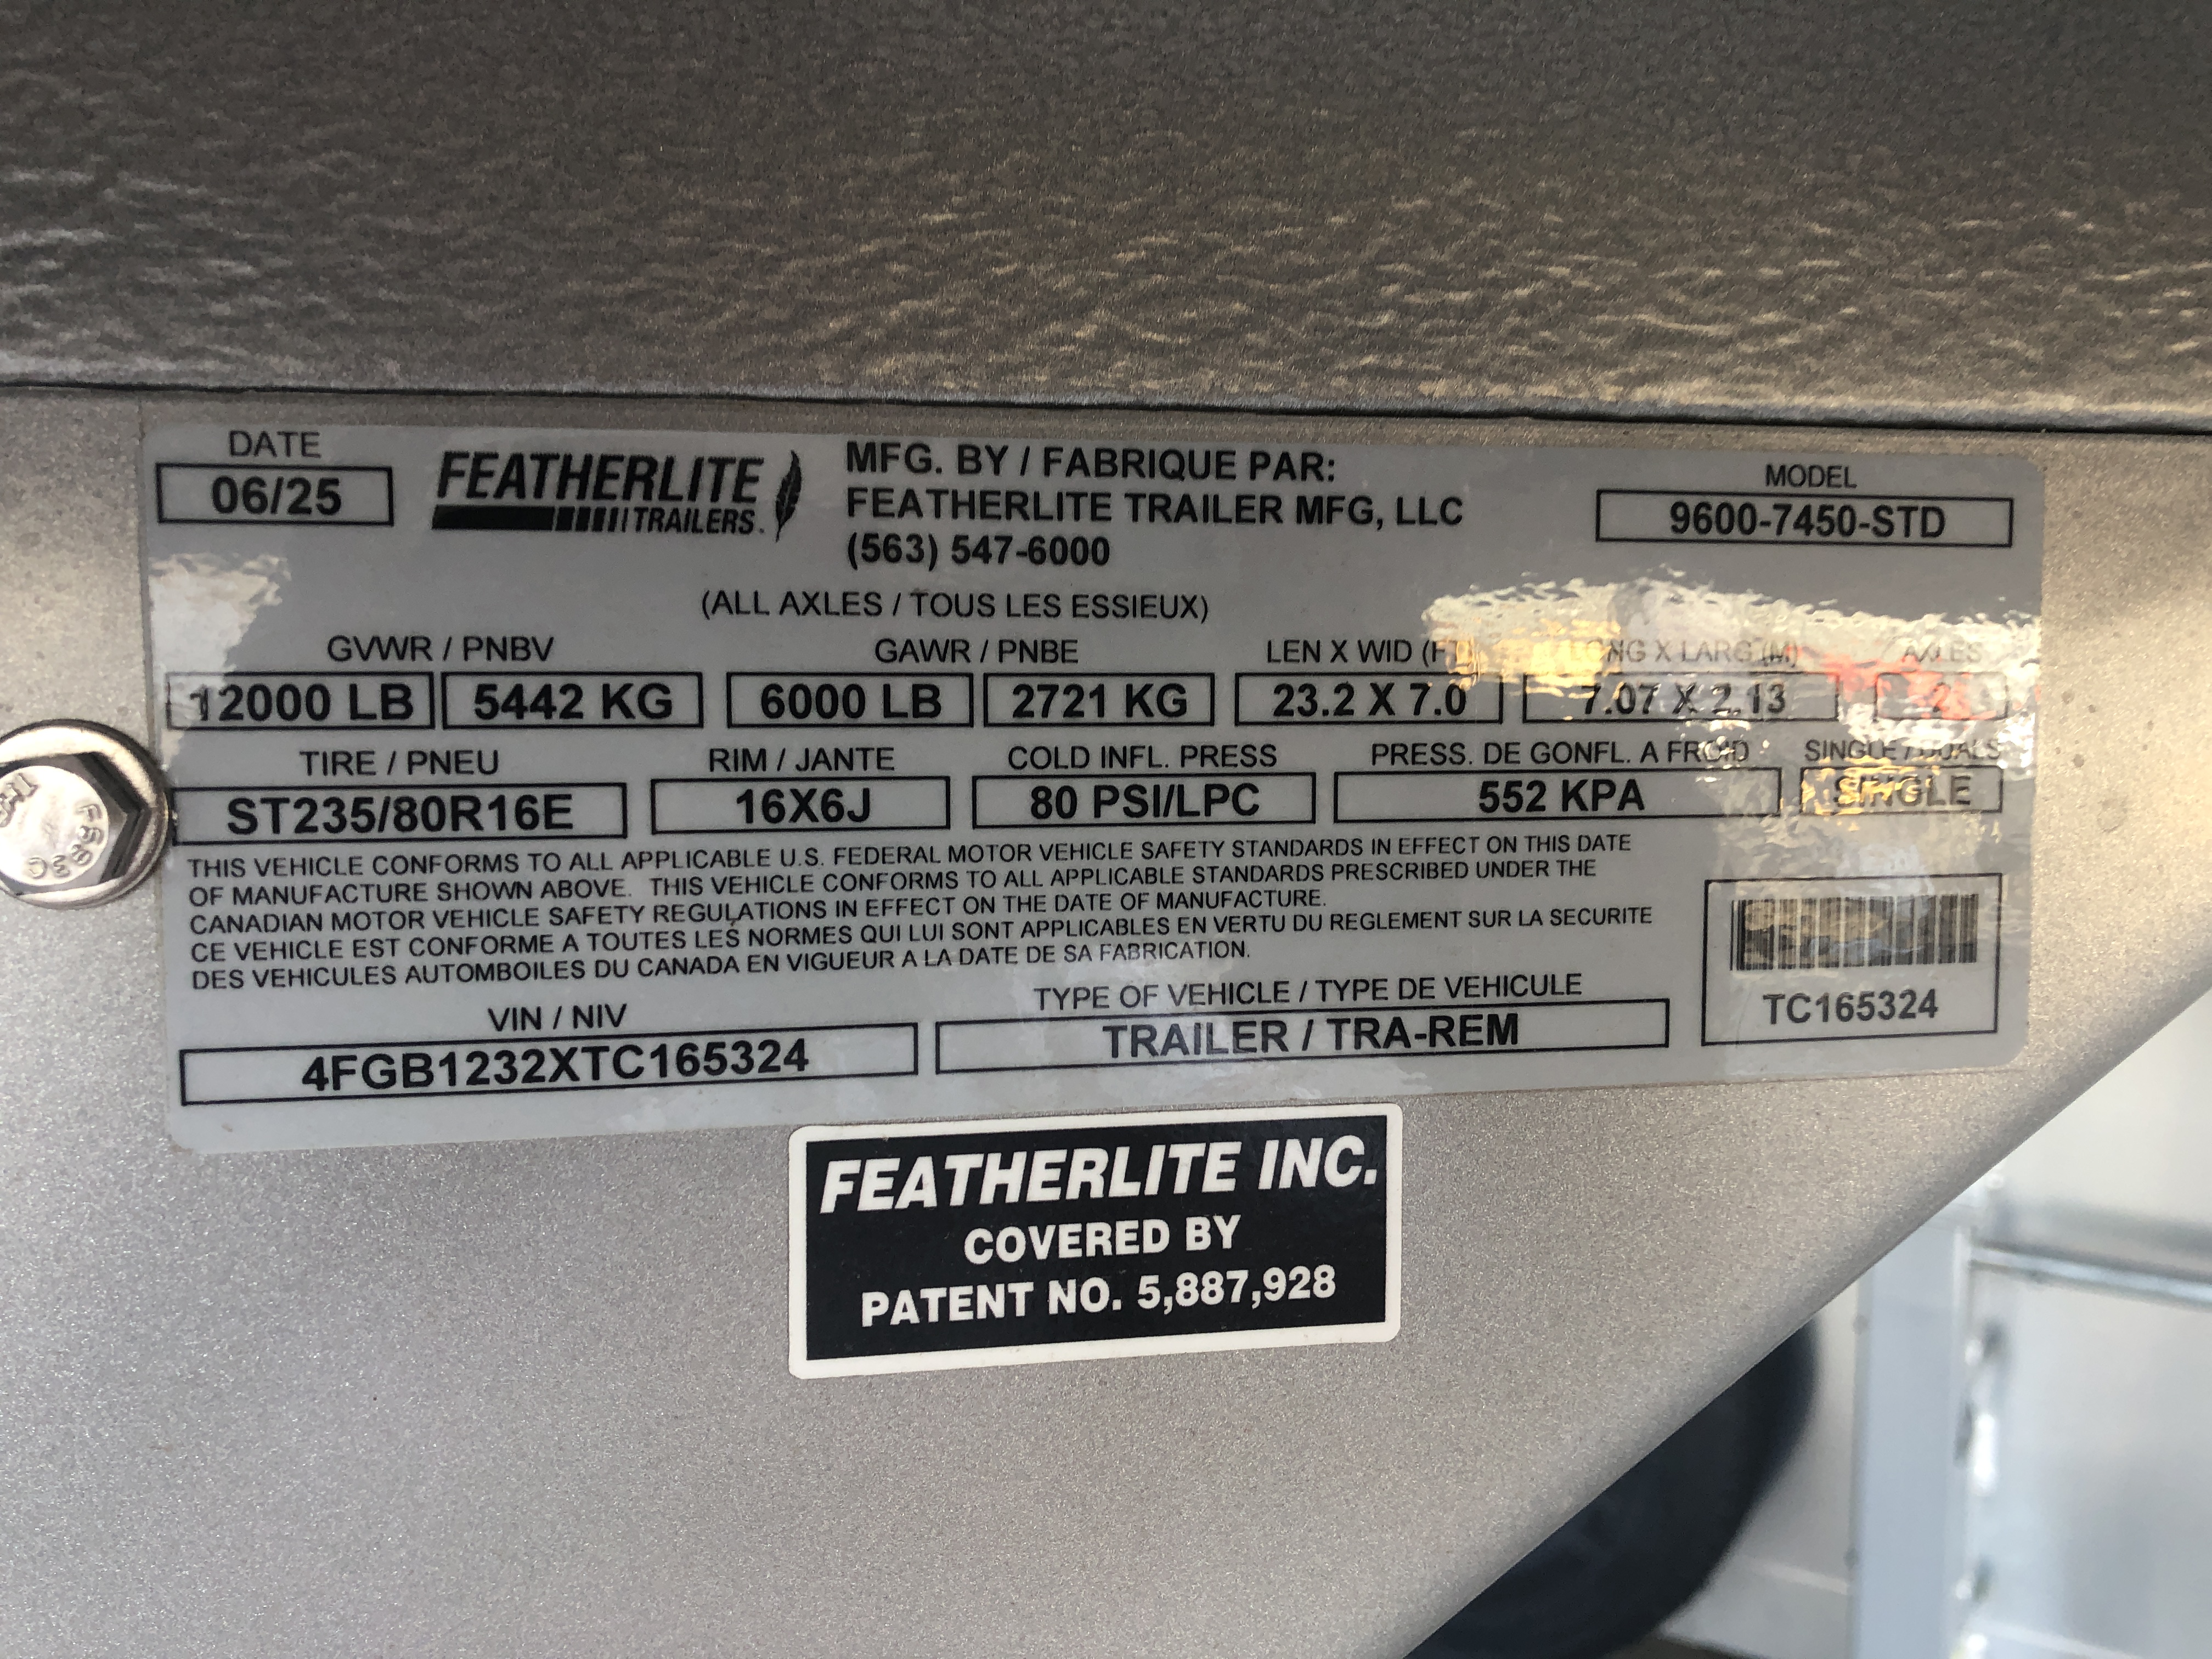 DATE
06/25
FEATHERLITE
TRAILERS.
MFG. BY / FABRIQUE PAR:
FEATHERLITE TRAILER MFG, LLC
(563) 547-6000
MODEL
9600-7450-STD
(ALL AXLES / TOUS LES ESSIEUX)
GVWR / PNBV GAWR / PNBE LEN X WID (FT) LONG X LARG (M) AXLES
12000 LB 5442 KG 6000 LB 2721 KG 23.2 X 7.0 7.07 X 2.13 2
TIRE / PNEU RIM / JANTE COLD INFL. PRESS PRESS. DE GONFL. A FROID SINGLE / DUALS
ST235/80R16E 16X6J 80 PSI/LPC 552 KPA SINGLE
THIS VEHICLE CONFORMS TO ALL APPLICABLE U.S. FEDERAL MOTOR VEHICLE SAFETY STANDARDS IN EFFECT ON THIS DATE
OF MANUFACTURE SHOWN ABOVE. THIS VEHICLE CONFORMS TO ALL APPLICABLE STANDARDS PRESCRIBED UNDER THE
CANADIAN MOTOR VEHICLE SAFETY REGULATIONS IN EFFECT ON THE DATE OF MANUFACTURE.
CE VEHICLE EST CONFORME A TOUTES LES NORMES QUI LUI SONT APPLICABLES EN VERTU DU REGLEMENT SUR LA SECURITE
DES VEHICULES AUTOMBOILES DU CANADA EN VIGUEUR A LA DATE DE SA FABRICATION.
VIN / NIV
4FGB1232XTC165324
TYPE OF VEHICLE / TYPE DE VEHICULE
TRAILER / TRA-REM
TC165324
FEATHERLITE INC.
COVERED BY
PATENT NO. 5,887,928